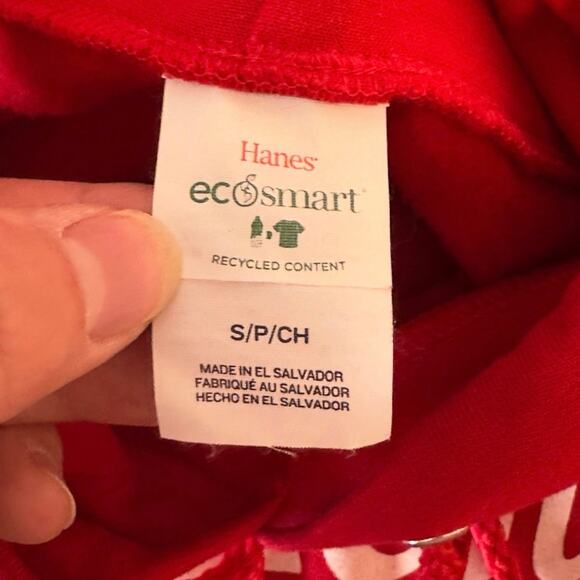 Hanes
ecosmart
RECYCLED CONTENT
S/P/CH
MADE IN EL SALVADOR
FABRIQUÉ AU SALVADOR
HECHO EN EL SALVADOR